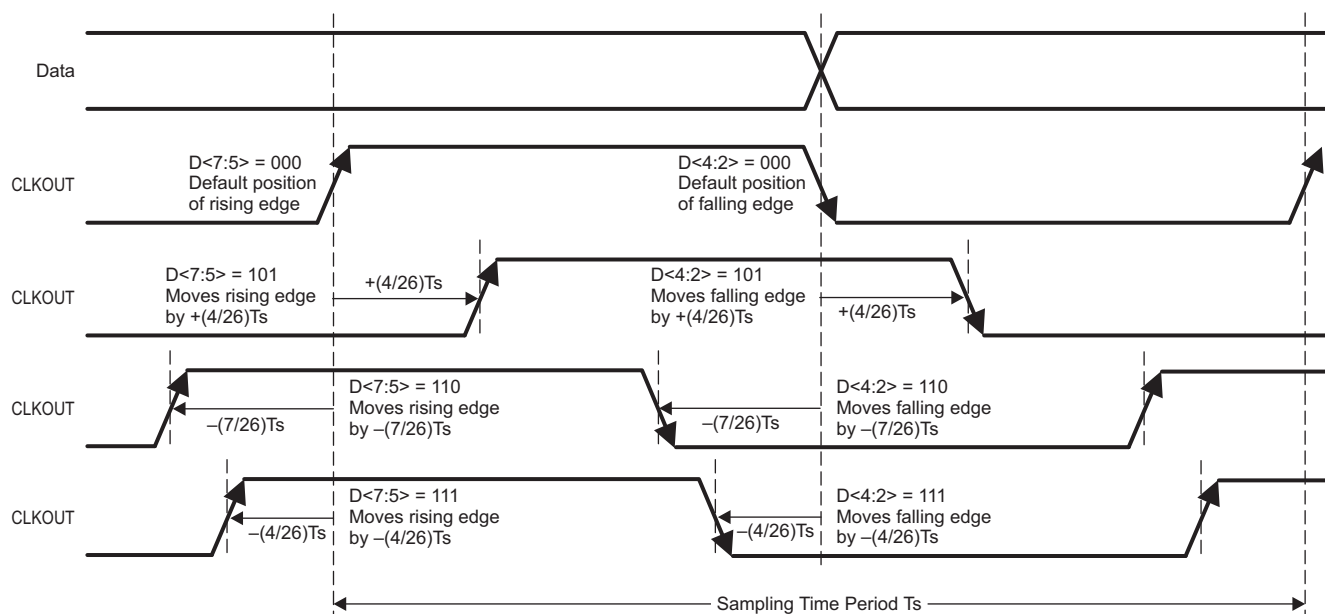 Data
D<7:5> = 000
Default position
of rising edge
D<4:2> = 000
Default position
of falling edge
CLKOUT
D<7:5> = 101
Moves rising edge
by +(4/26)Ts
+(4/26)Ts
D<4:2> = 101
Moves falling edge
by +(4/26)Ts
+(4/26)Ts
CLKOUT
–(7/26)Ts
D<7:5> = 110
Moves rising edge
by –(7/26)Ts
–(7/26)Ts
D<4:2> = 110
Moves falling edge
by –(7/26)Ts
CLKOUT
–(4/26)Ts
D<7:5> = 111
Moves rising edge
by –(4/26)Ts
–(4/26)Ts
D<4:2> = 111
Moves falling edge
by –(4/26)Ts
CLKOUT
Sampling Time Period Ts